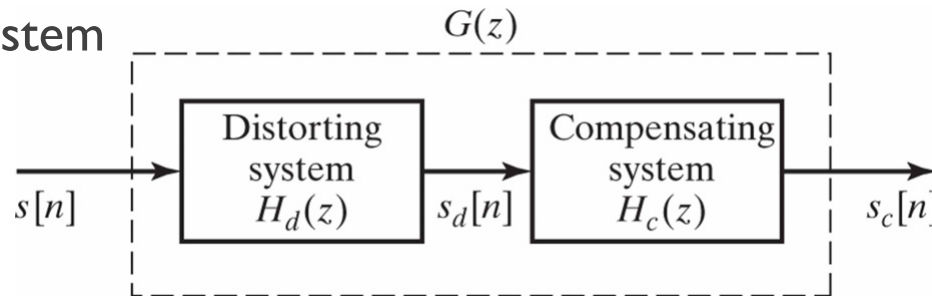 stem
G(z)
Distorting
system
H_d(z)
Compensating
system
H_c(z)
s[n]
s_d[n]
s_c[n]